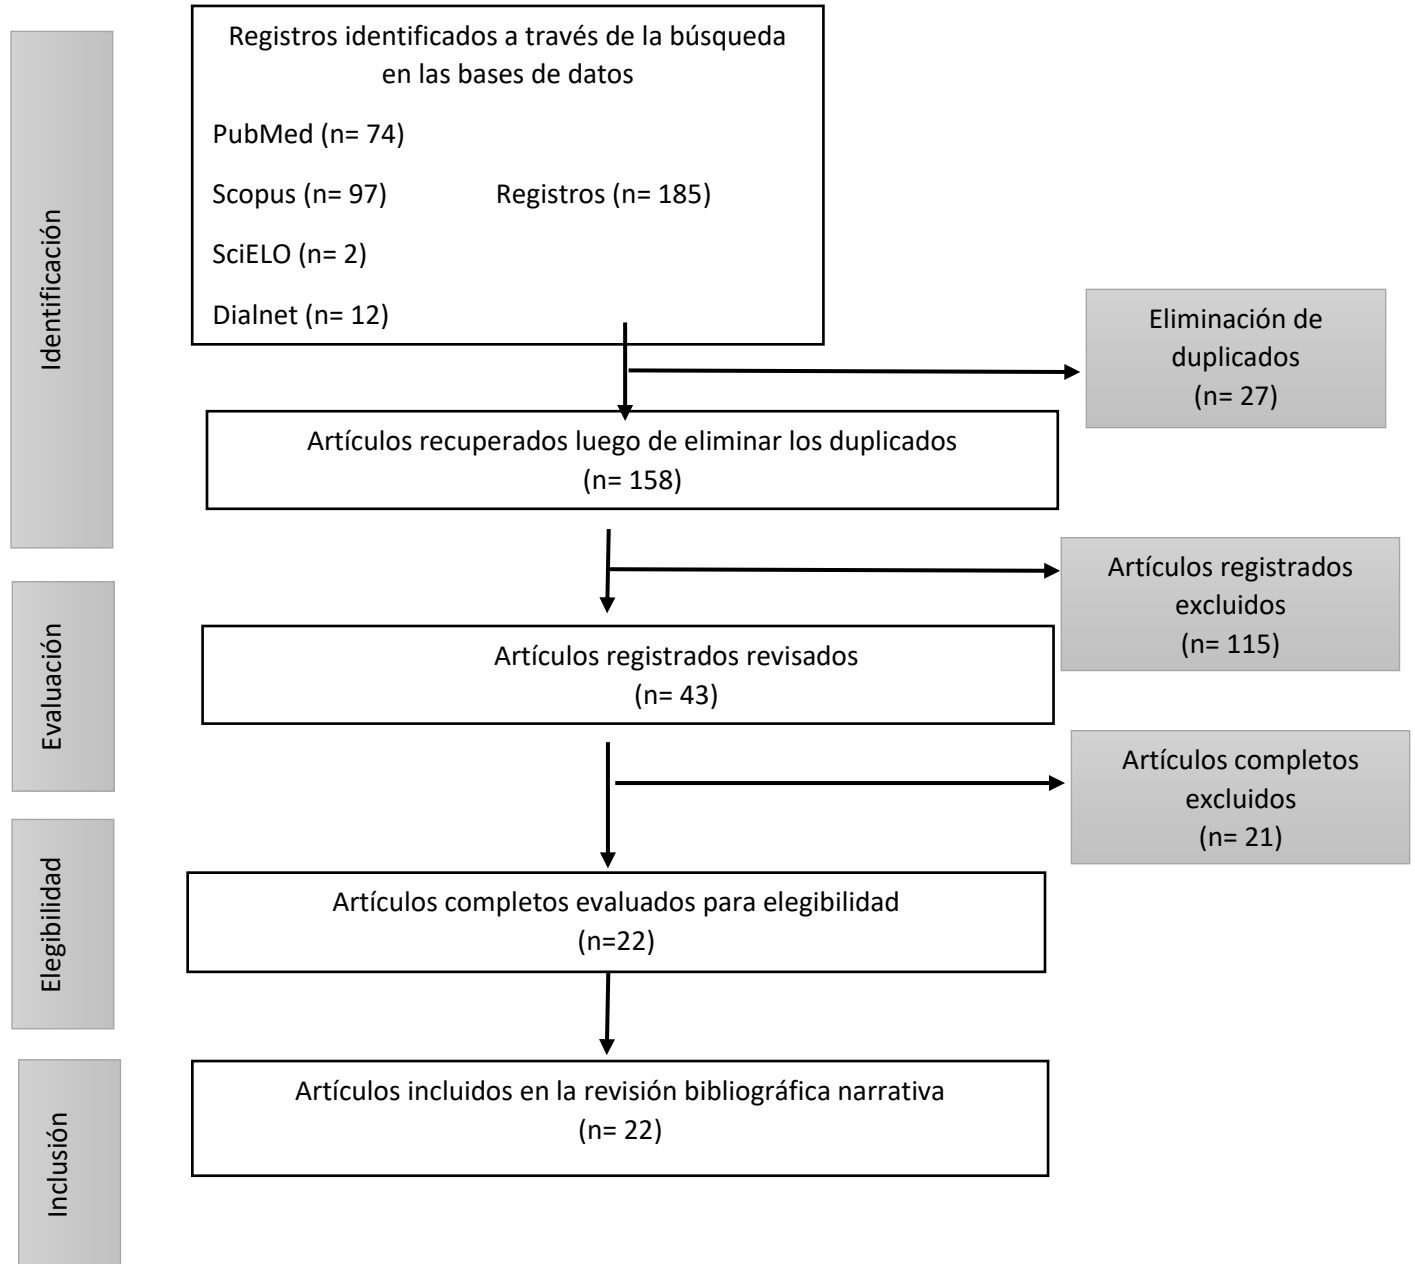 Registros identificados a través de la búsqueda
en las bases de datos
PubMed (n= 74)
Scopus (n= 97) Registros (n= 185)
SciELO (n= 2)
Dialnet (n= 12)
Identificación
Eliminación de
duplicados
(n= 27)
Artículos recuperados luego de eliminar los duplicados
(n= 158)
Artículos registrados
excluidos
(n= 115)
Evaluación
Artículos registrados revisados
(n= 43)
Artículos completos
excluidos
(n= 21)
Elegibilidad
Artículos completos evaluados para elegibilidad
(n=22)
Inclusión
Artículos incluidos en la revisión bibliográfica narrativa
(n= 22)